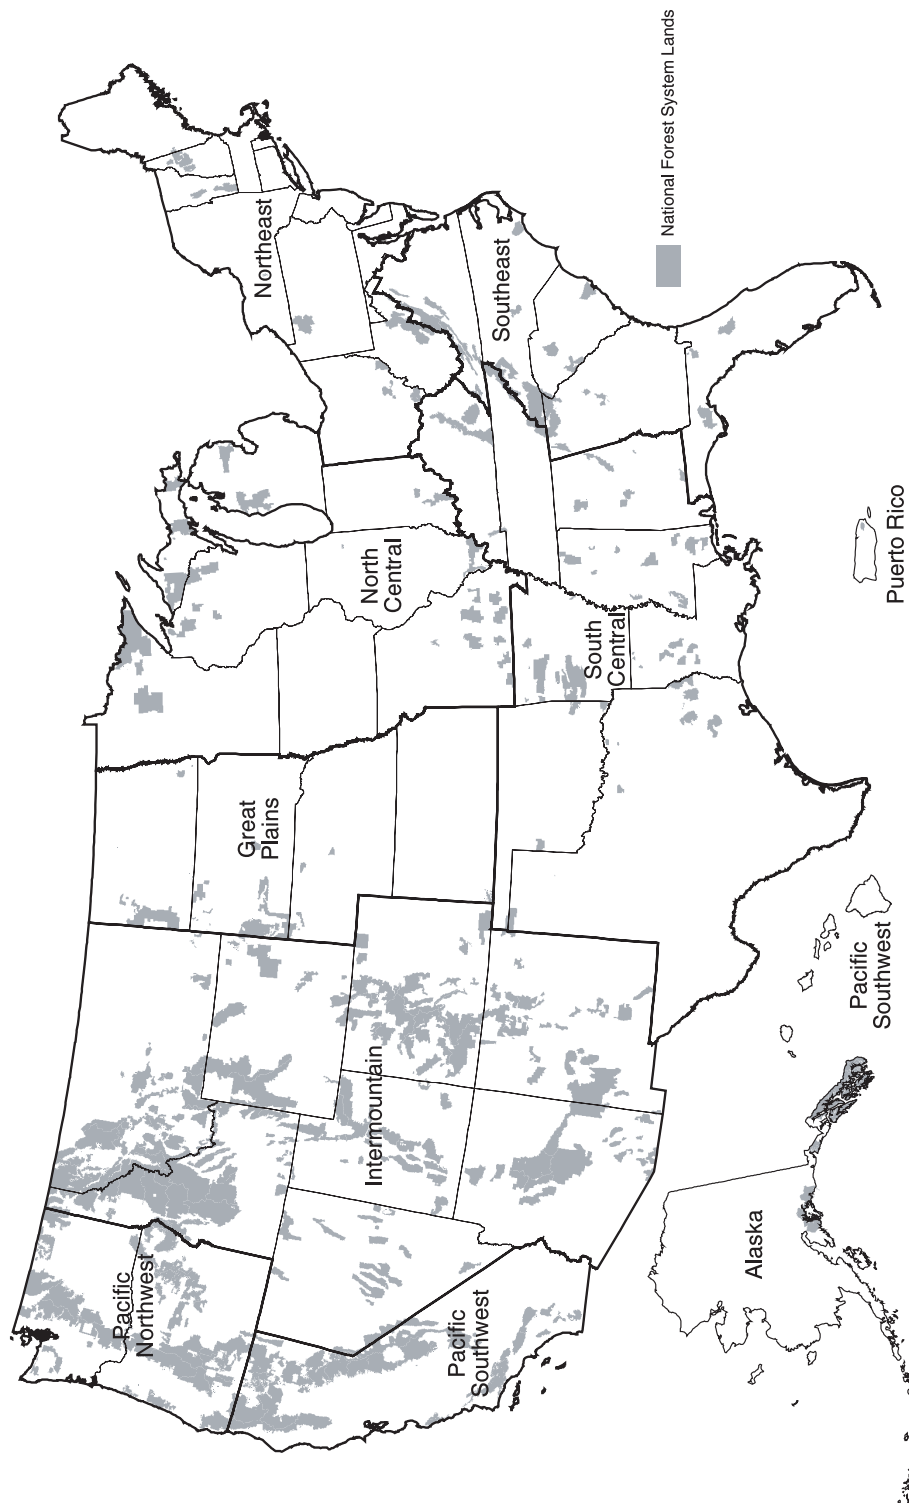 Pacific
Northwest
Pacific
Southwest
Intermountain
Great
Plains
North
Central
South
Central
Northeast
Southeast
National Forest System Lands
Alaska
Pacific
Southwest
Puerto Rico